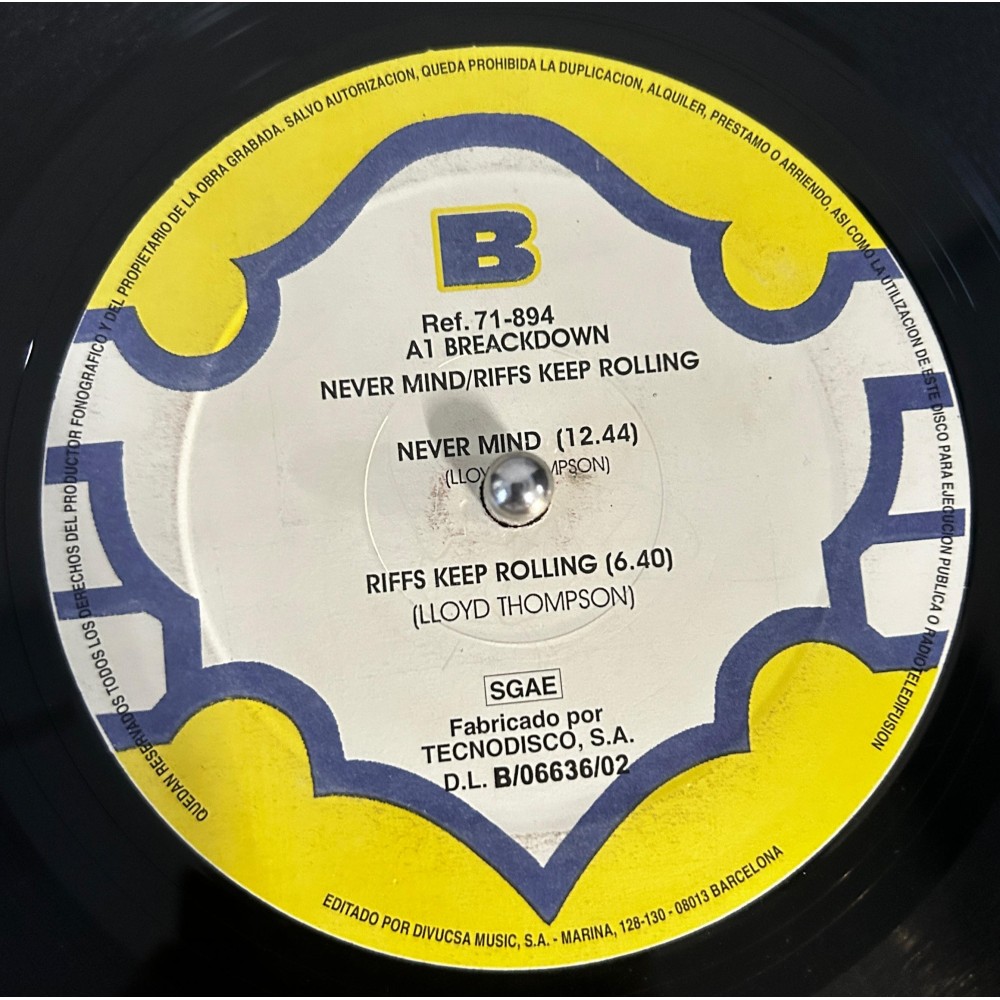 QUEDAN RESERVADOS TODOS LOS DERECHOS DEL PRODUCTOR FONOGRAFICO Y DEL PROPIETARIO DE LA OBRA GRABADA. SALVO AUTORIZACION, QUEDA PROHIBIDA LA DUPLICACION, ALQUILER, PRESTAMO O ARRIENDO, ASI COMO LA UTILIZACION DE ESTE DISCO PARA EJECUCION PUBLICA O RADIOTELEDIFUSION
B
Ref. 71-894
A1 BREACKDOWN
NEVER MIND/RIFFS KEEP ROLLING
NEVER MIND (12.44)
RIFFS KEEP ROLLING (6.40)
(LLOYD THOMPSON)
SGAE
Fabricado por
TECNODISCO, S.A.
D.L. B/06636/02
EDITADO POR DIVUCSA MUSIC, S.A. - MARINA, 128-130 - 08013 BARCELONA